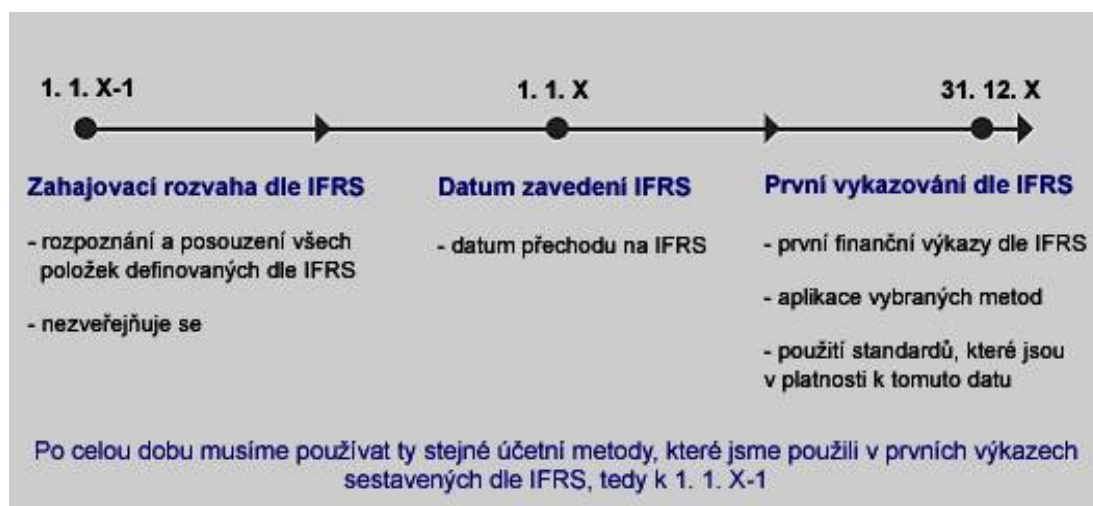 1. 1. X-1
1. 1. X
31. 12. X
Zahajovací rozvaha dle IFRS
- rozpoznání a posouzení všech
položek definovaných dle IFRS
- nezveřejňuje se
Datum zavedení IFRS
- datum přechodu na IFRS
První vykazování dle IFRS
- první finanční výkazy dle IFRS
- aplikace vybraných metod
- použití standardů, které jsou
v platnosti k tomuto datu
Po celou dobu musíme používat ty stejné účetní metody, které jsme použili v prvních výkazech
sestavených dle IFRS, tedy k 1. 1. X-1